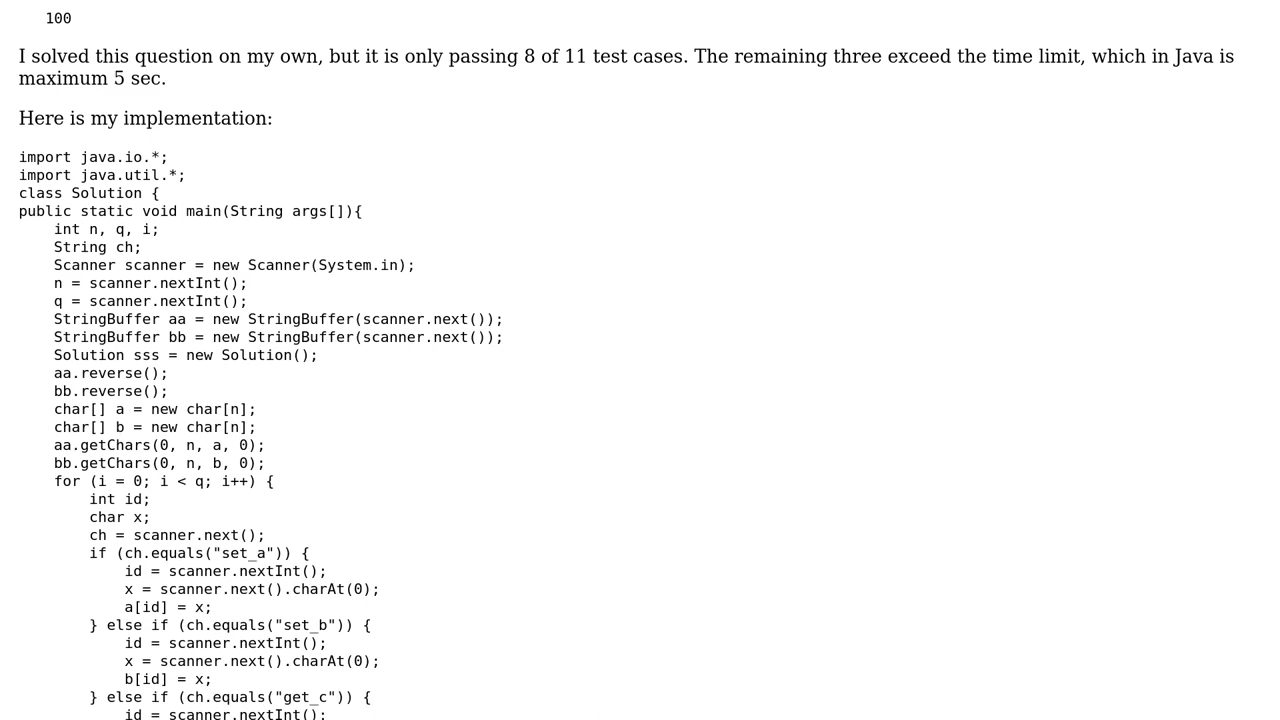 100
I solved this question on my own, but it is only passing 8 of 11 test cases. The remaining three exceed the time limit, which in Java is
maximum 5 sec.
Here is my implementation:
import java.io.*;
import java.util.*;
class Solution {
public static void main(String args[]){
    int n, q, i;
    String ch;
    Scanner scanner = new Scanner(System.in);
    n = scanner.nextInt();
    q = scanner.nextInt();
    StringBuffer aa = new StringBuffer(scanner.next());
    StringBuffer bb = new StringBuffer(scanner.next());
    Solution sss = new Solution();
    aa.reverse();
    bb.reverse();
    char[] a = new char[n];
    char[] b = new char[n];
    aa.getChars(0, n, a, 0);
    bb.getChars(0, n, b, 0);
    for (i = 0; i < q; i++) {
        int id;
        char x;
        ch = scanner.next();
        if (ch.equals("set_a")) {
            id = scanner.nextInt();
            x = scanner.next().charAt(0);
            a[id] = x;
        } else if (ch.equals("set_b")) {
            id = scanner.nextInt();
            x = scanner.next().charAt(0);
            b[id] = x;
        } else if (ch.equals("get_c")) {
            id = scanner.nextInt();